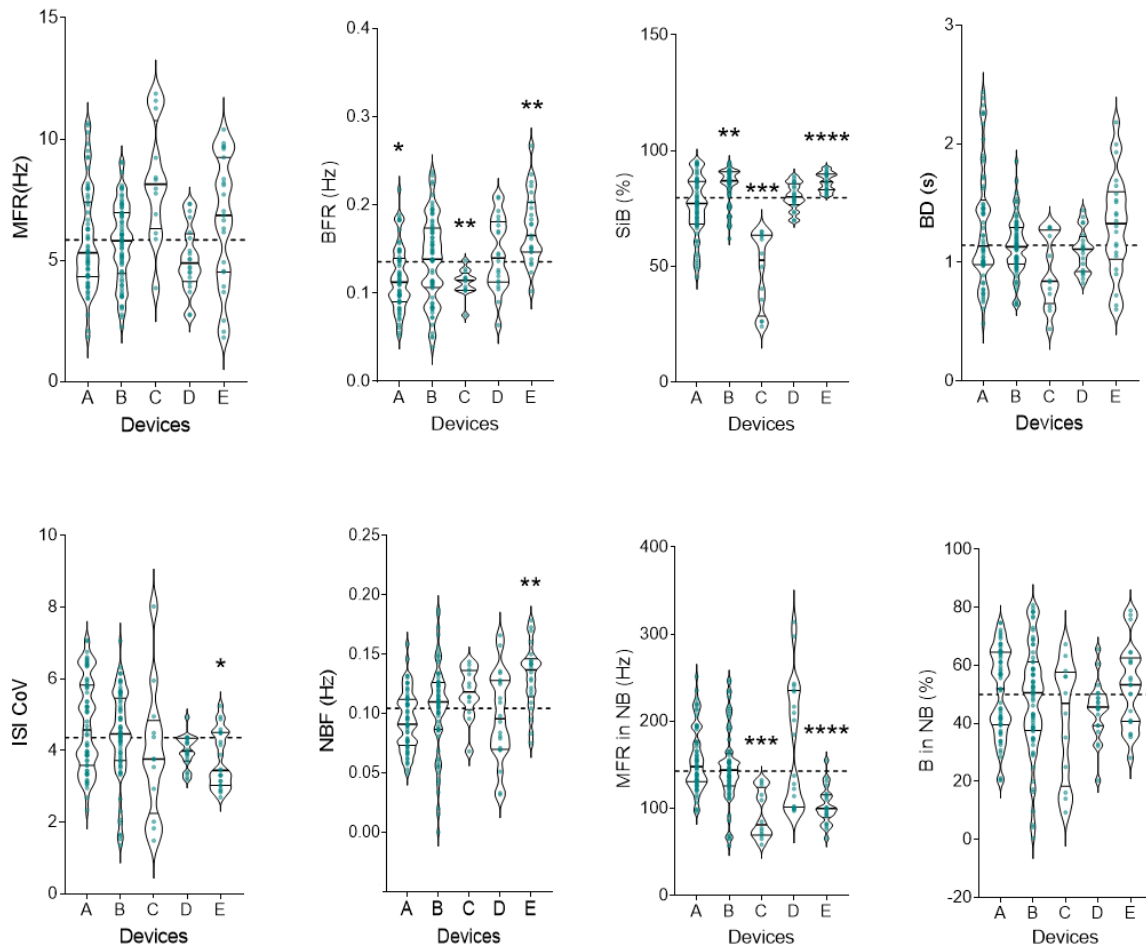 MFR(Hz)
15
10
5
0
A B C D E
Devices
BFR (Hz)
0.4
0.3
0.2
0.1
0.0
* ** **
A B C D E
Devices
SiB (%)
150
100
50
0
** *** ****
A B C D E
Devices
BD (s)
3
2
1
0
A B C D E
Devices
ISI CoV
10
8
6
4
2
0
*
A B C D E
Devices
NBF (Hz)
0.25
0.20
0.15
0.10
0.05
0.00
**
A B C D E
Devices
MFR in NB (Hz)
400
300
200
100
0
*** ****
A B C D E
Devices
B in NB (%)
100
80
60
40
20
0
-20
A B C D E
Devices